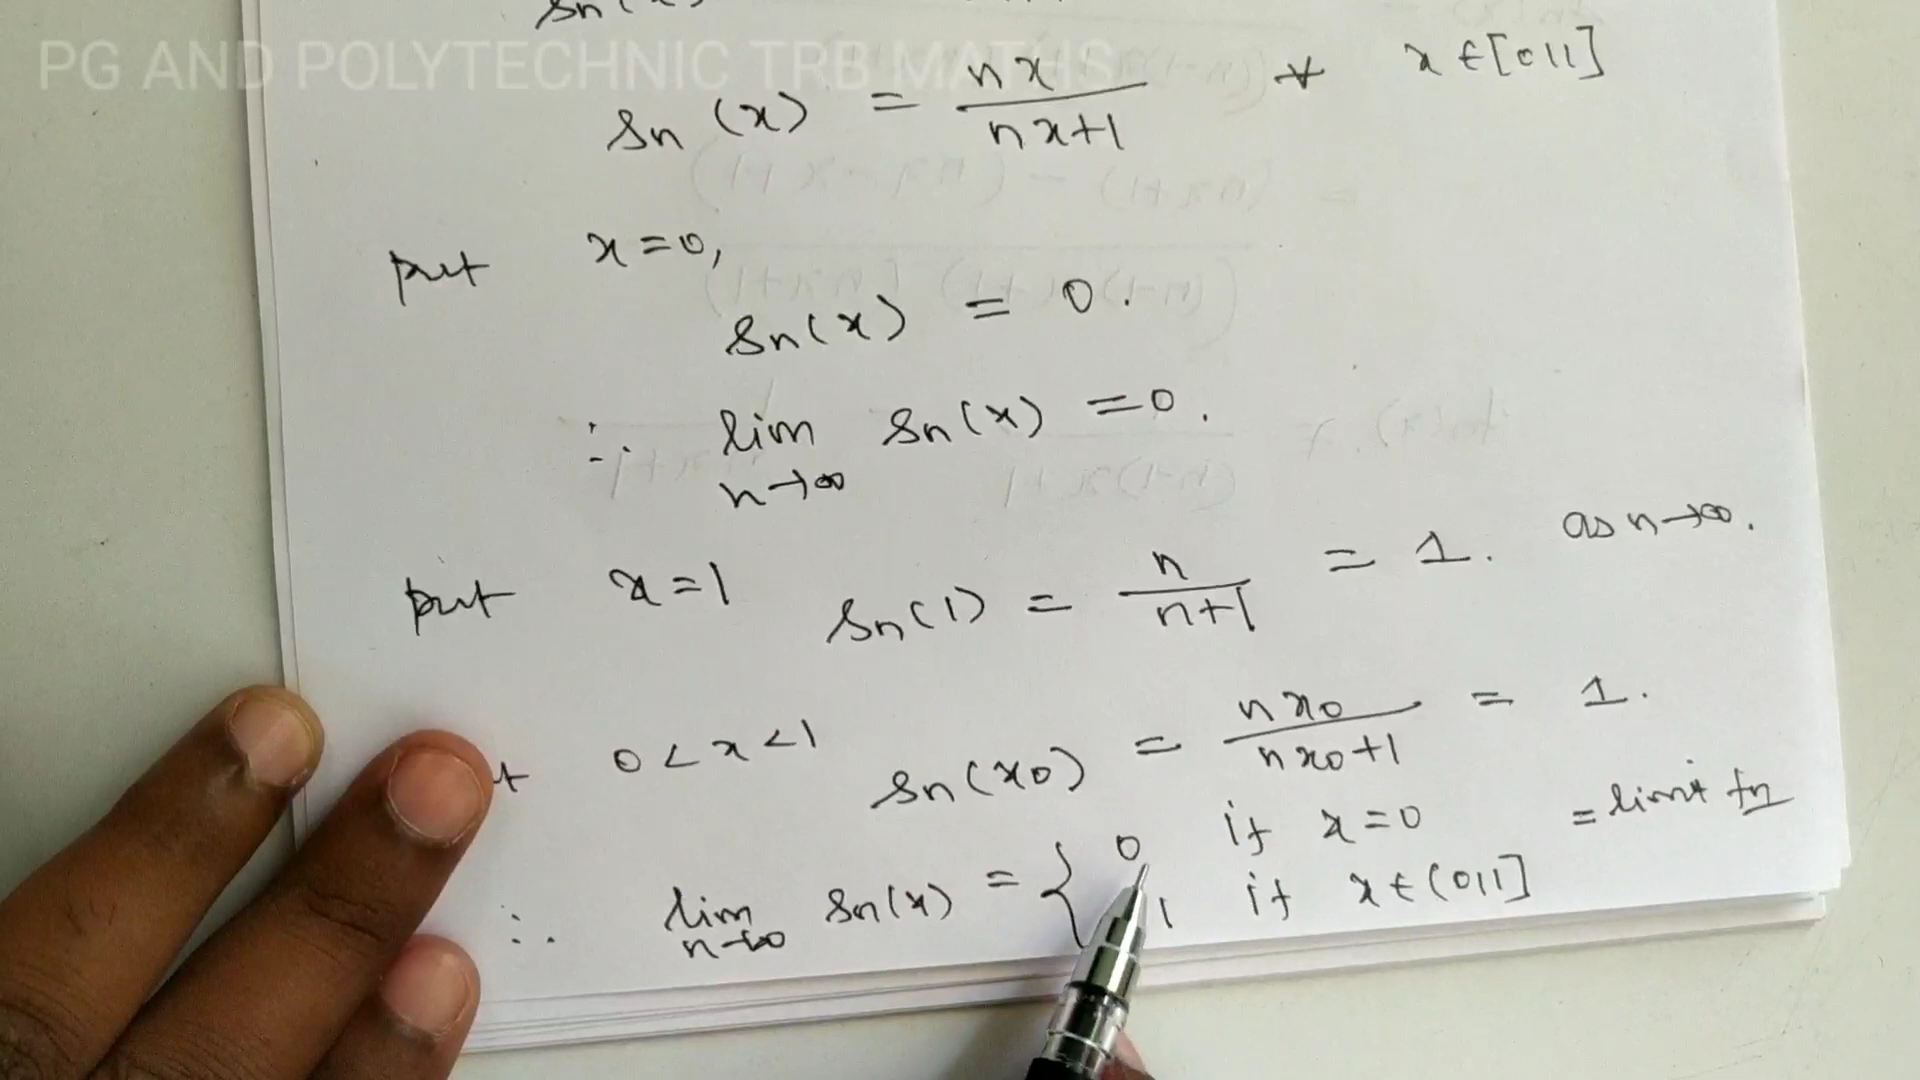 PG AND POLYTECHNIC TRB MATHS
Sn(x) = nx / nx+1 ∀ x ∈ [0,1]
put x=0,
Sn(x) = 0.
∴ lim n→∞ Sn(x) = 0.
put x=1 Sn(1) = n / n+1 = 1. as n→∞.
0<x<1 Sn(x0) = n x0 / n x0+1 = 1.
∴ lim n→∞ Sn(x) = { 0 if x=0 = limit fn
1 if x ∈ (0,1]